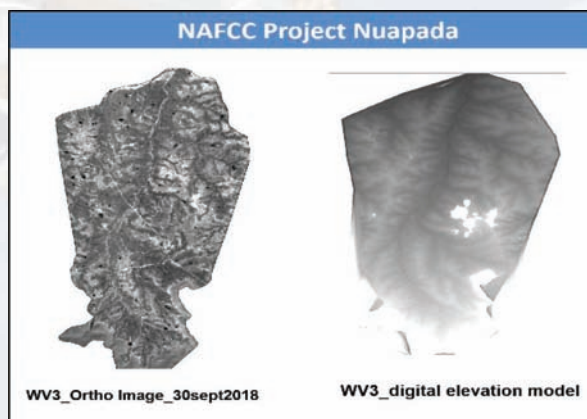 NAFCC Project Nuapada
WV3_Ortho Image_30sept2018
WV3_digital elevation model